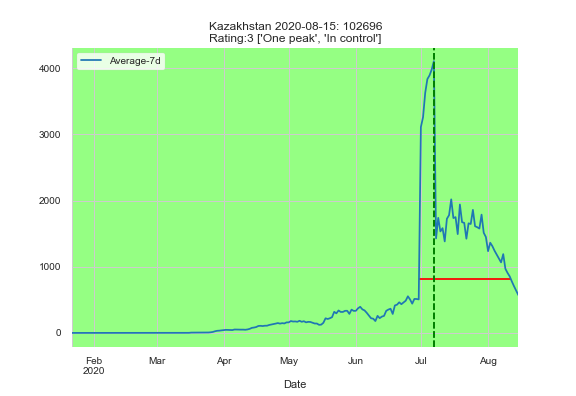 Kazakhstan 2020-08-15: 102696
Rating:3 ['One peak', 'In control']
Average-7d
4000
3000
2000
1000
0
Feb Mar Apr May Jun Jul Aug
2020
Date